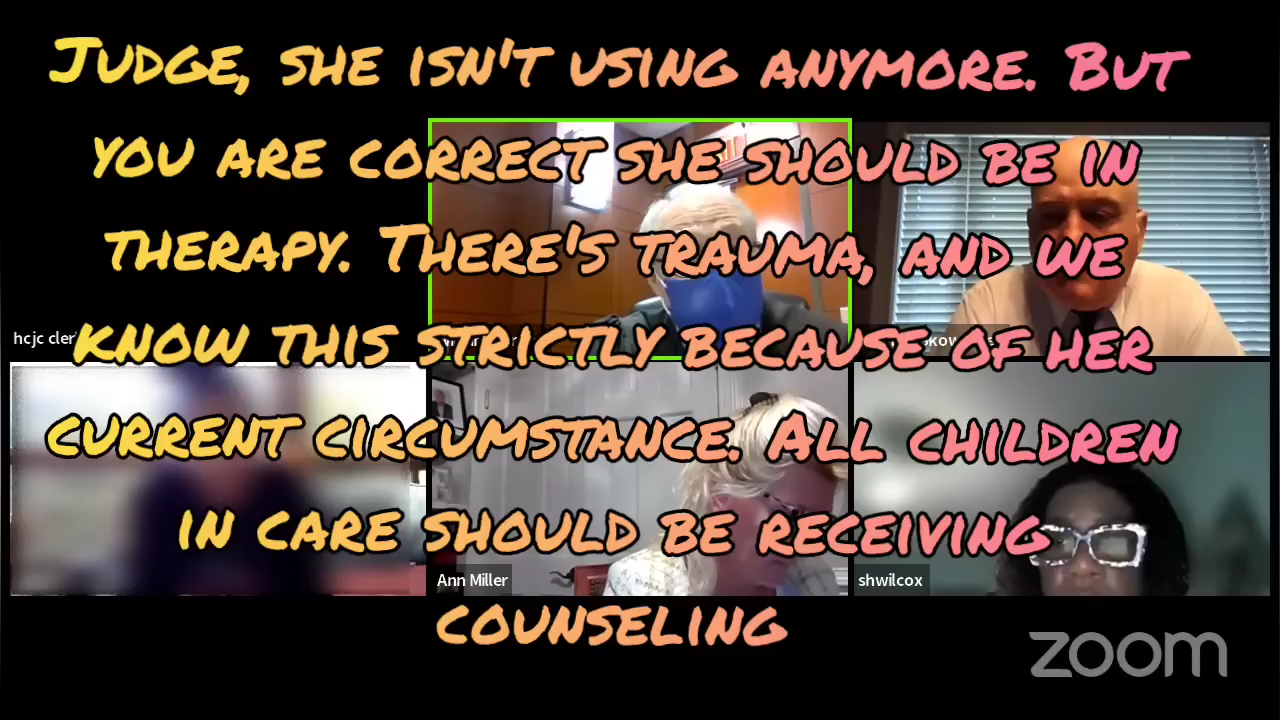 Judge, she isn't using anymore. But
you are correct she should be in
therapy. There's trauma, and we
know this strictly because of her
current circumstance. All children
in care should be receiving
counseling
hcjc cler
Ann Miller
shwilcox
zoom